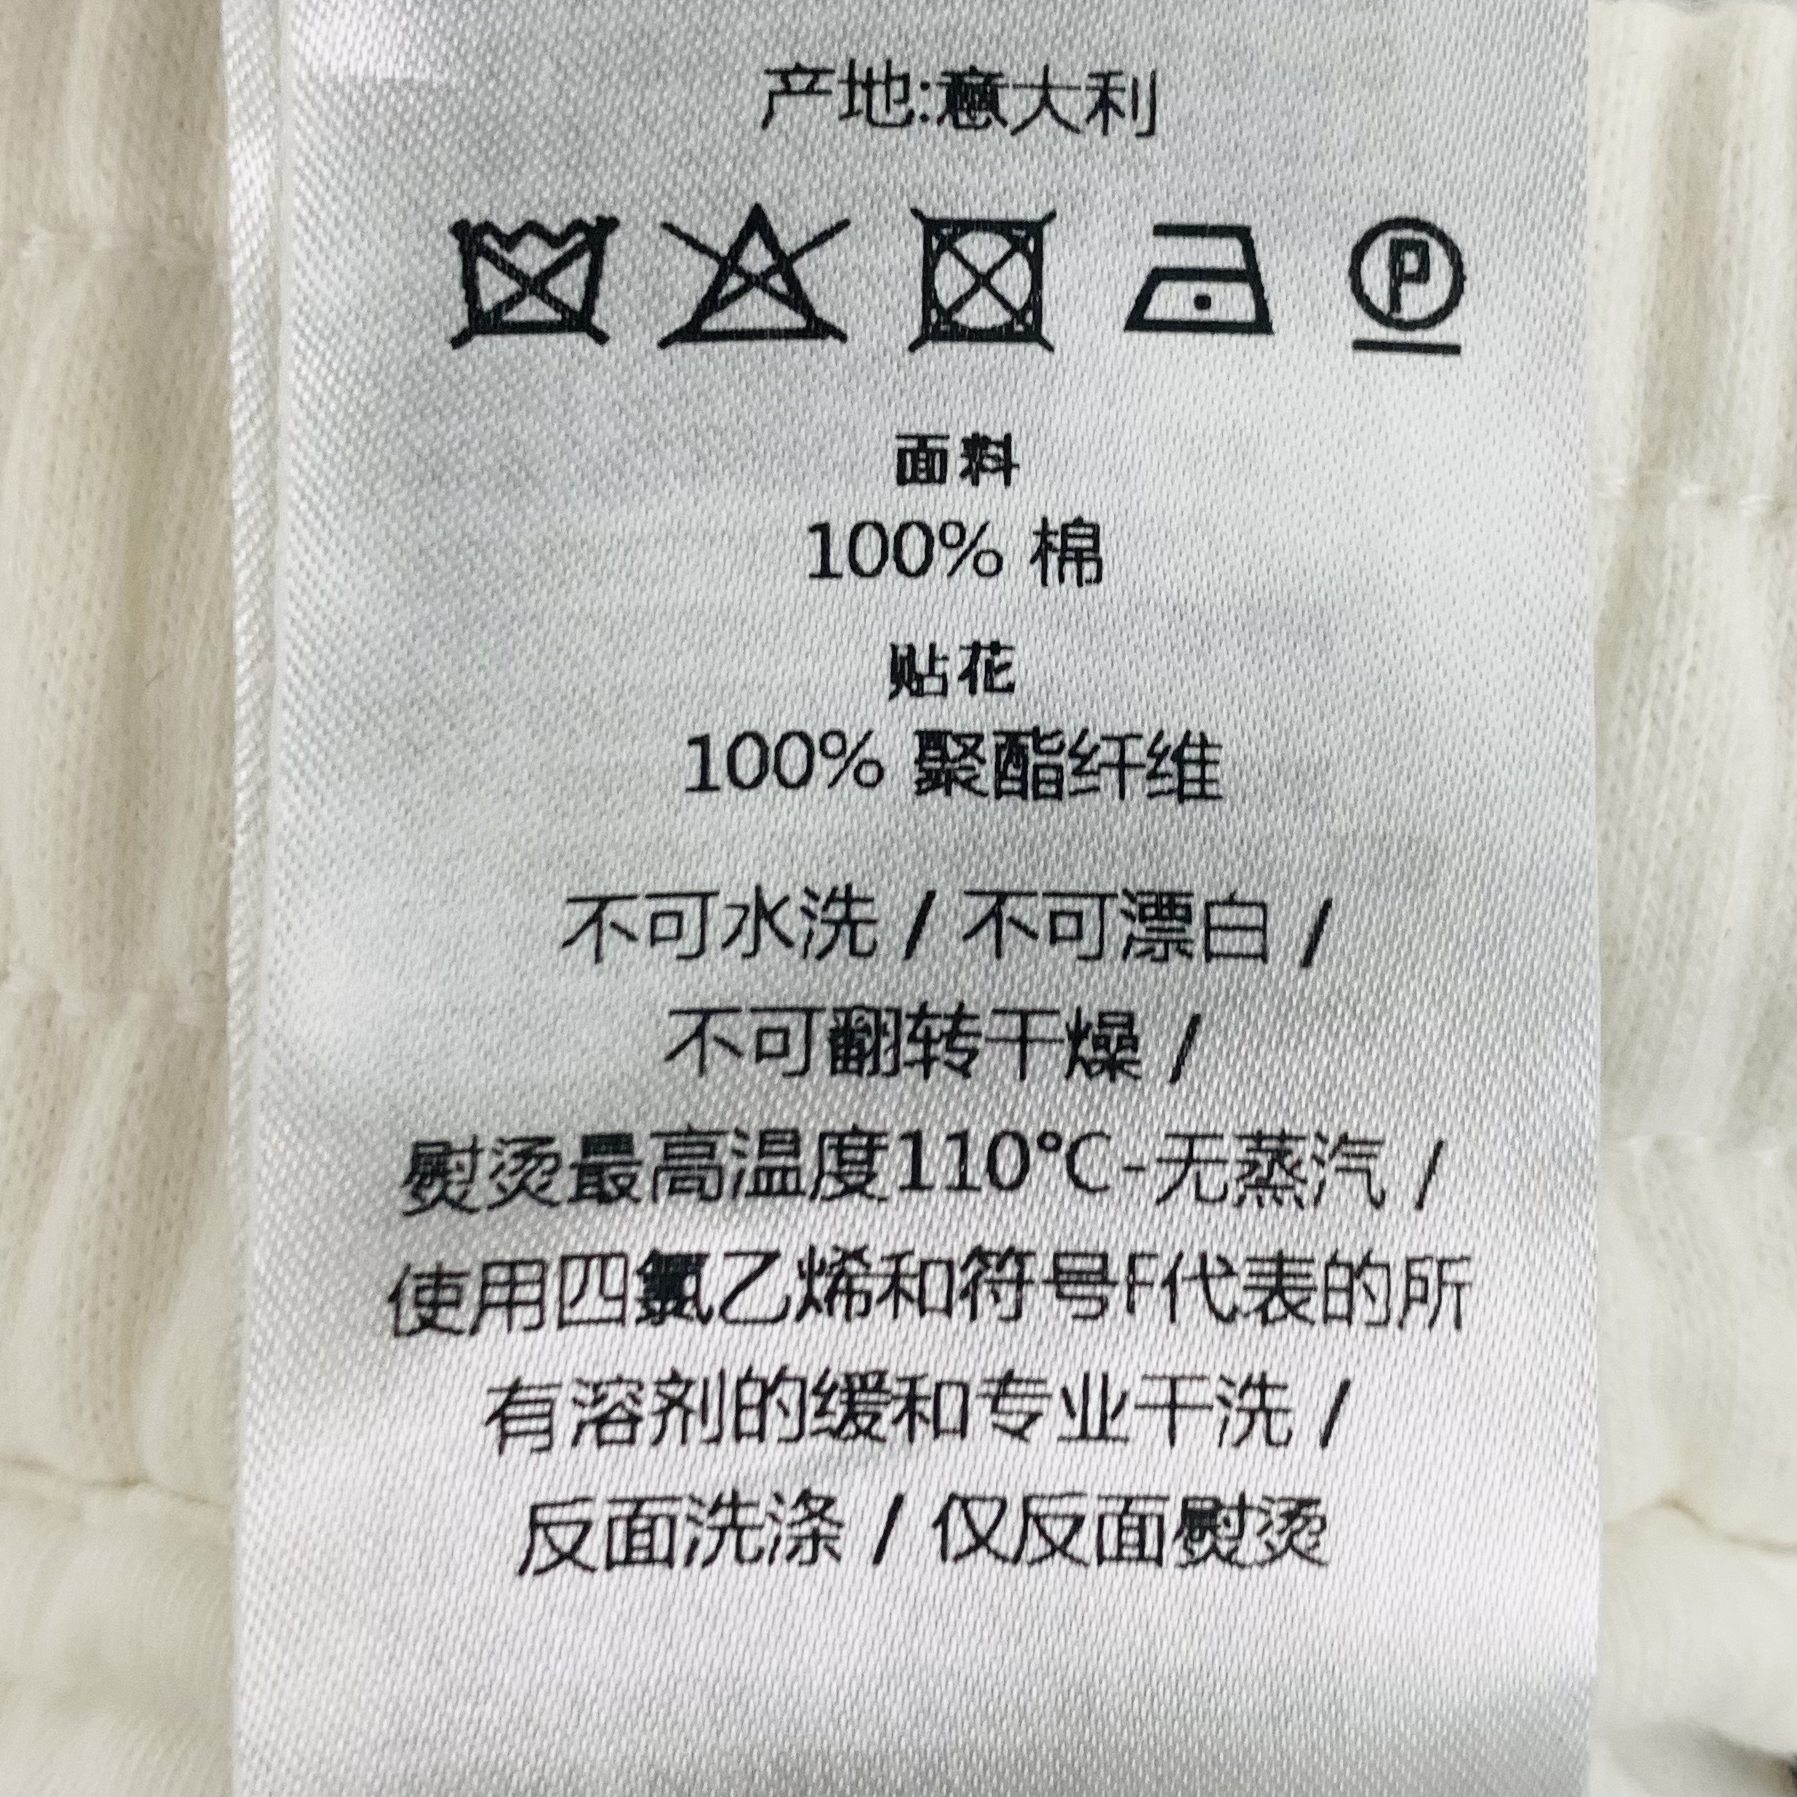 产地:意大利
P
面料
100% 棉
贴花
100% 聚酯纤维
不可水洗 / 不可漂白 /
不可翻转干燥 /
熨烫最高温度110℃-无蒸汽 /
使用四氯乙烯和符号F代表的所
有溶剂的缓和专业干洗 /
反面洗涤 / 仅反面熨烫